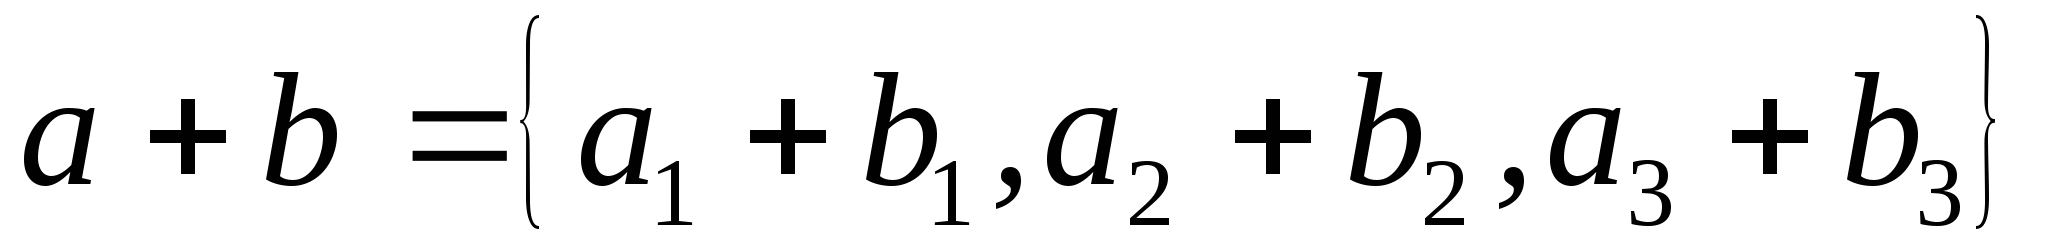 a + b = {a₁ + b₁, a₂ + b₂, a₃ + b₃}